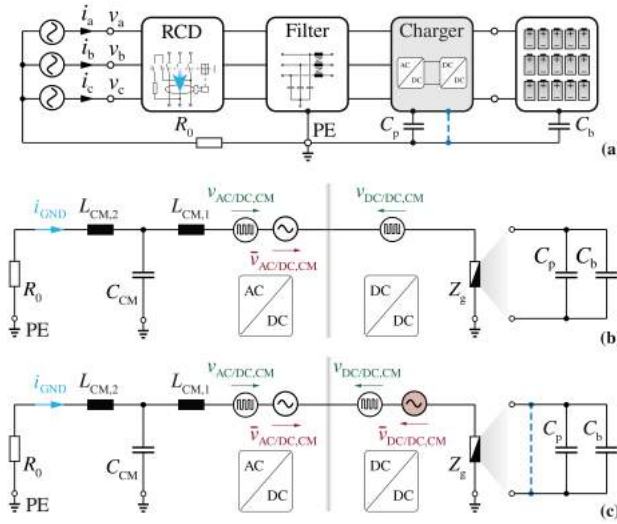 i_a v_a RCD Filter Charger
i_b v_b AC DC DC DC
i_c v_c
R_0 PE C_p C_b
(a)
v_AC/DC,CM v_DC/DC,CM
i_GND L_CM,2 L_CM,1
v̄_AC/DC,CM
R_0 C_CM AC DC DC DC Z_g C_p C_b
PE
(b)
v_AC/DC,CM v_DC/DC,CM
i_GND L_CM,2 L_CM,1
v̄_AC/DC,CM v̄_DC/DC,CM
R_0 C_CM AC DC DC DC Z_g C_p C_b
PE
(c)